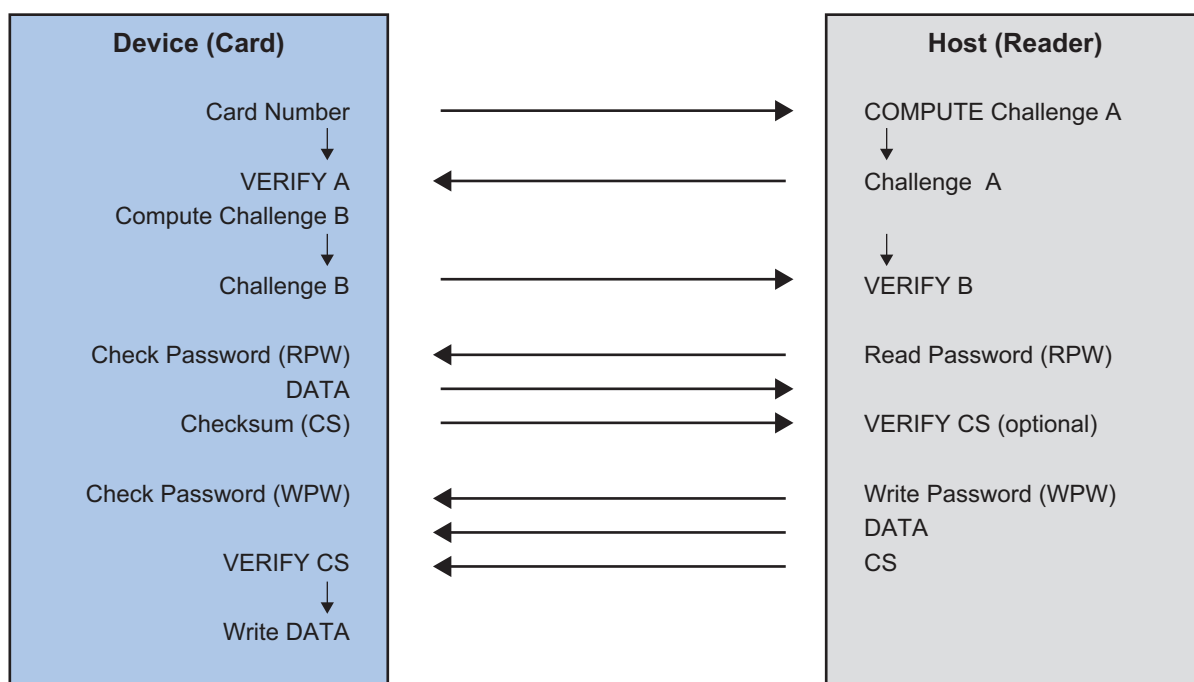 Device (Card)
Host (Reader)
Card Number
COMPUTE Challenge A
VERIFY A
Challenge A
Compute Challenge B
Challenge B
VERIFY B
Check Password (RPW)
Read Password (RPW)
DATA
Checksum (CS)
VERIFY CS (optional)
Check Password (WPW)
Write Password (WPW)
DATA
VERIFY CS
CS
Write DATA